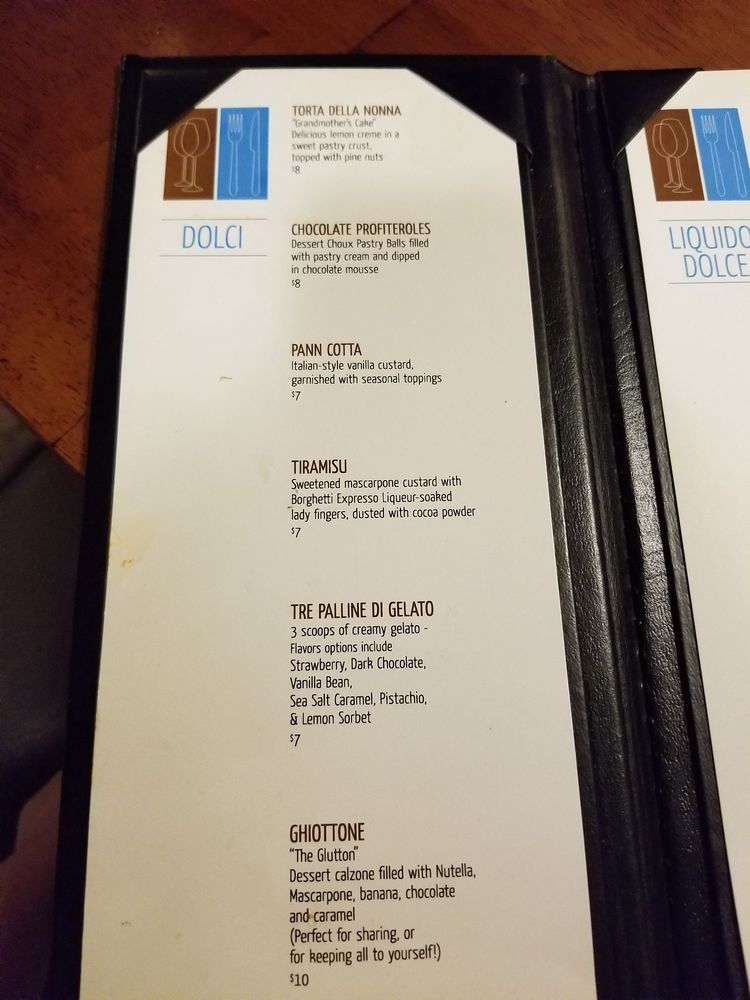 DOLCI
TORTA DELLA NONNA
"Grandmother's Cake"
Delicious lemon creme in a
sweet pastry crust,
topped with pine nuts
$8
CHOCOLATE PROFITEROLES
Dessert Choux Pastry Balls filled
with pastry cream and dipped
in chocolate mousse
$8
PANN COTTA
Italian-style vanilla custard,
garnished with seasonal toppings
$7
TIRAMISU
Sweetened mascarpone custard with
Borghetti Expresso Liqueur-soaked
lady fingers, dusted with cocoa powder
$7
TRE PALLINE DI GELATO
3 scoops of creamy gelato -
Flavors options include
Strawberry, Dark Chocolate,
Vanilla Bean,
Sea Salt Caramel, Pistachio,
& Lemon Sorbet
$7
GHIOTTONE
"The Glutton"
Dessert calzone filled with Nutella,
Mascarpone, banana, chocolate
and caramel
(Perfect for sharing, or
for keeping all to yourself!)
$10
LIQUIDO
DOLCE